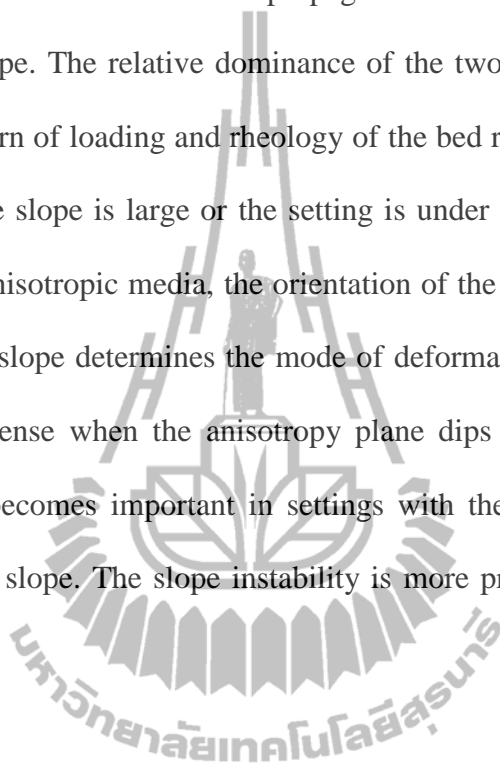 propag
pe. The relative dominance of the two
rn of loading and rheology of the bed r
e slope is large or the setting is under
nisotropic media, the orientation of the
slope determines the mode of deforma
ense when the anisotropy plane dips
ecomes important in settings with the
slope. The slope instability is more pr
มหาวิทยาลัยเทคโนโลยีสุรนารี